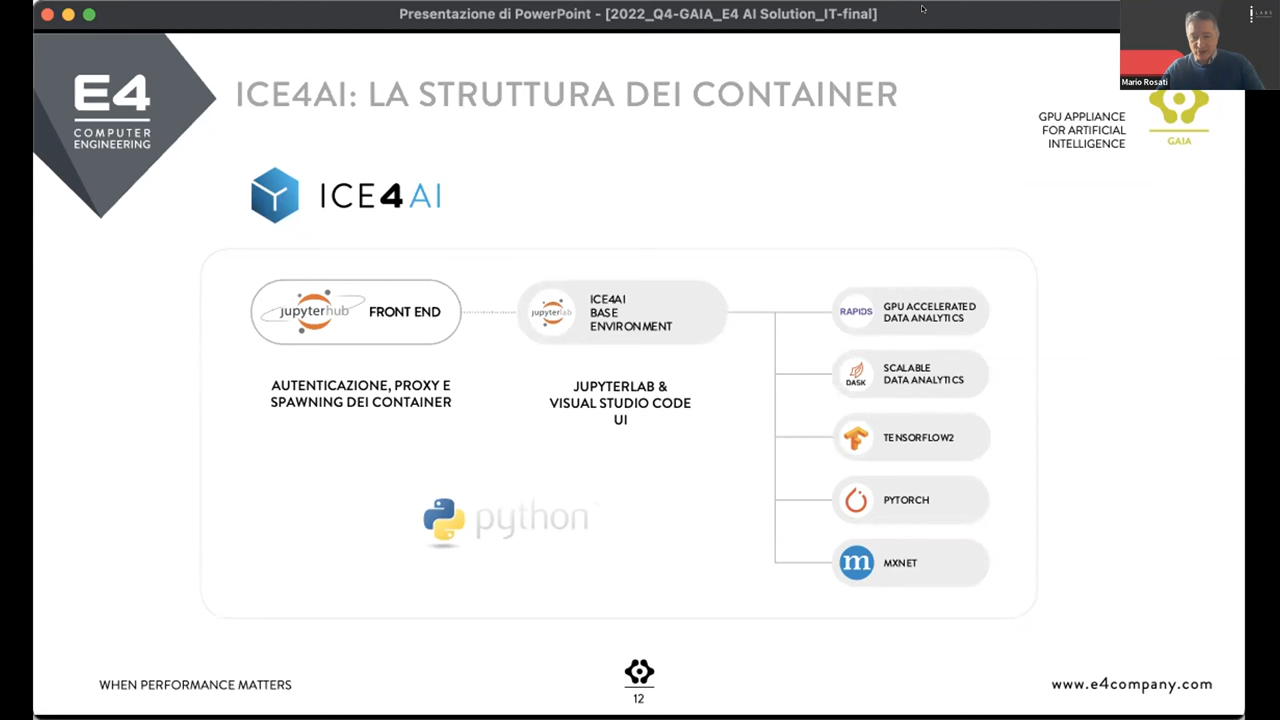 Presentazione di PowerPoint - [2022_Q4-GAIA_E4 AI Solution_IT-final]
Mario Rosati
E4
COMPUTER
ENGINEERING
ICE4AI: LA STRUTTURA DEI CONTAINER
GPU APPLIANCE
FOR ARTIFICIAL
INTELLIGENCE
GAIA
ICE4AI
jupyterhub
FRONT END
jupyterlab
ICE4AI
BASE
ENVIRONMENT
RAPIDS
GPU ACCELERATED
DATA ANALYTICS
AUTENTICAZIONE, PROXY E
SPAWNING DEI CONTAINER
JUPYTERLAB &
VISUAL STUDIO CODE
UI
DASK
SCALABLE
DATA ANALYTICS
TENSORFLOW2
PYTORCH
m
MXNET
python
WHEN PERFORMANCE MATTERS
12
www.e4company.com